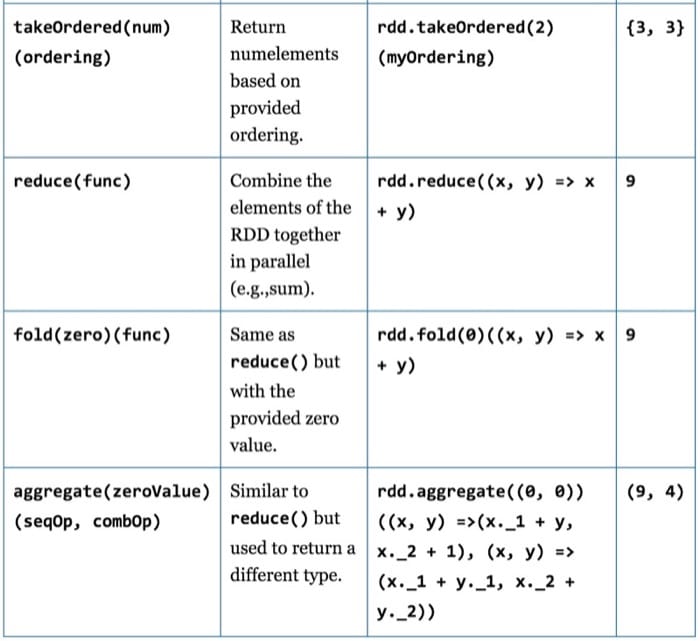 takeOrdered(num)
(ordering)
Return
numelements
based on
provided
ordering.
rdd.takeOrdered(2)
(myOrdering)
{3, 3}
reduce(func)
Combine the
elements of the
RDD together
in parallel
(e.g.,sum).
rdd.reduce((x, y) => x
+ y)
9
fold(zero)(func)
Same as
reduce() but
with the
provided zero
value.
rdd.fold(0)((x, y) => x
+ y)
9
aggregate(zeroValue)
(seqOp, combOp)
Similar to
reduce() but
used to return a
different type.
rdd.aggregate((0, 0))
((x, y) =>(x._1 + y,
x._2 + 1), (x, y) =>
(x._1 + y._1, x._2 +
y._2))
(9, 4)